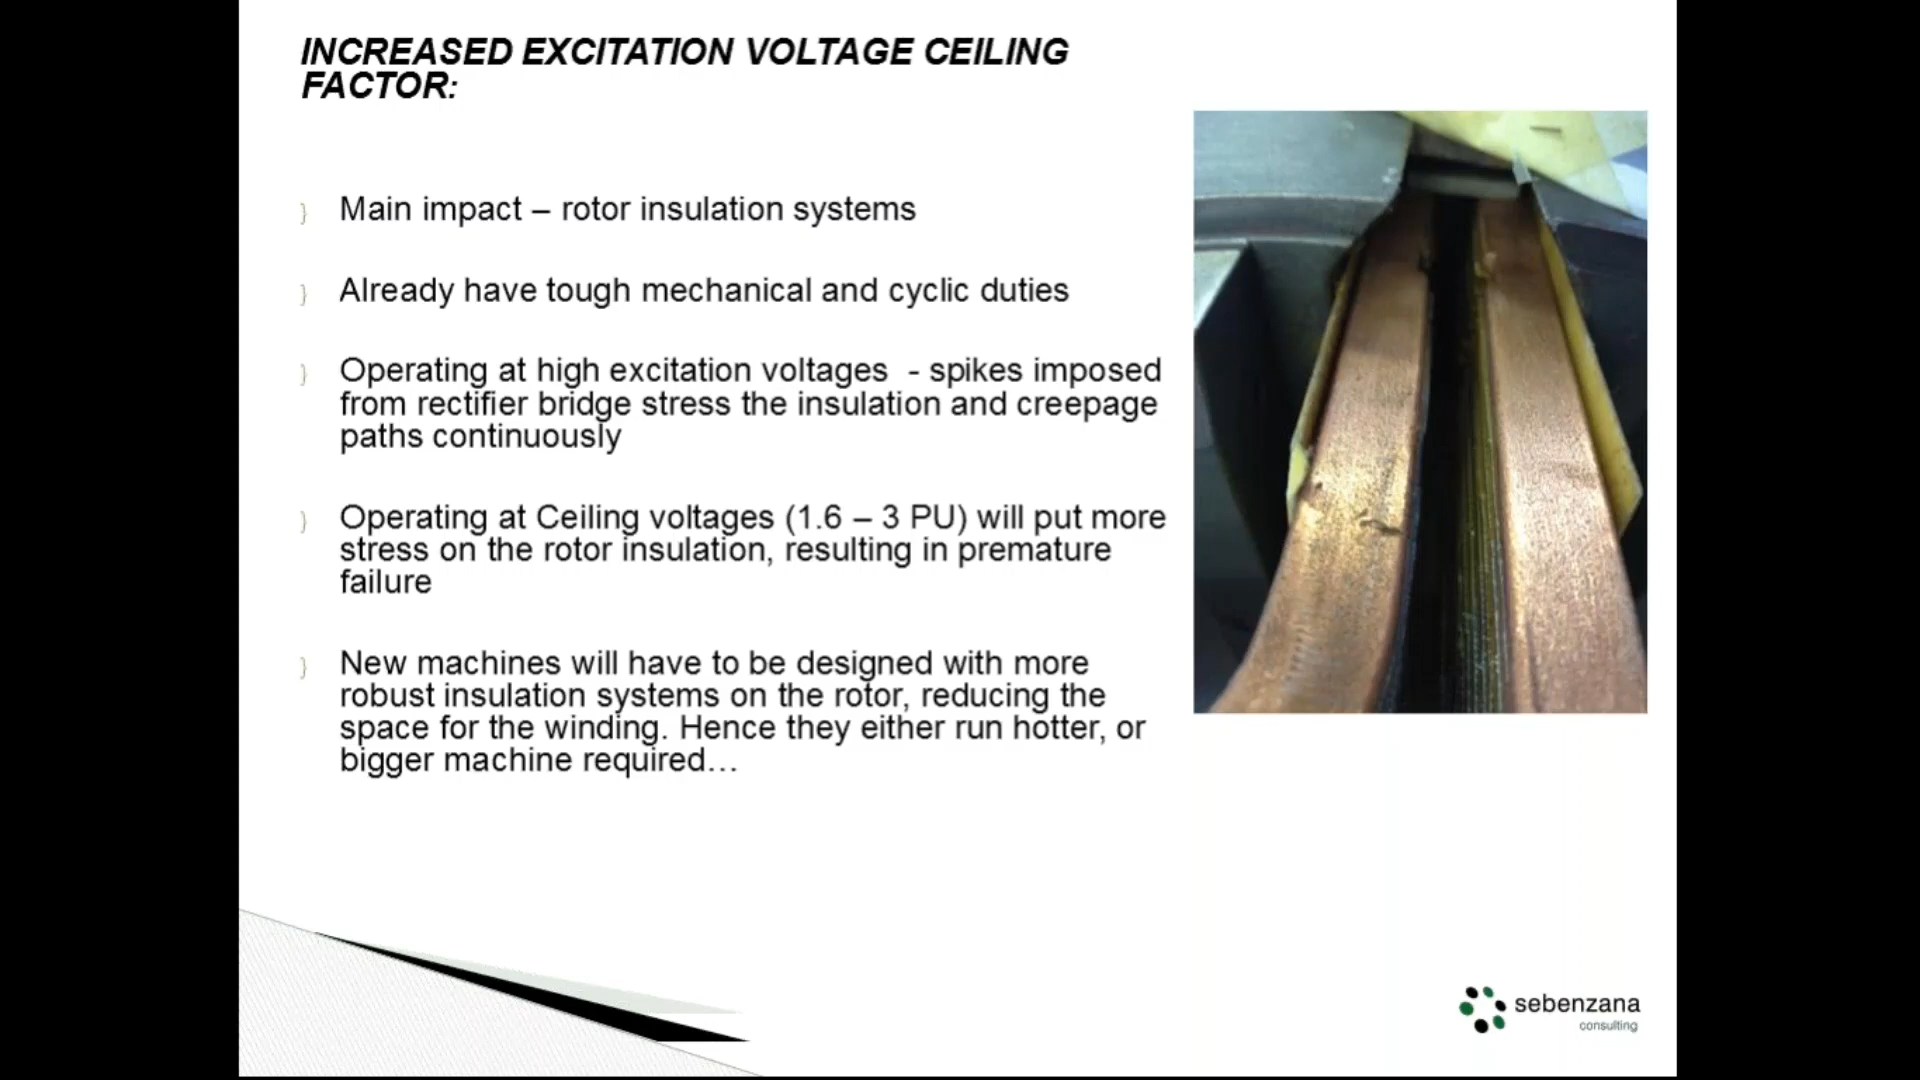 INCREASED EXCITATION VOLTAGE CEILING
FACTOR:
Main impact – rotor insulation systems
Already have tough mechanical and cyclic duties
Operating at high excitation voltages  - spikes imposed
from rectifier bridge stress the insulation and creepage
paths continuously
Operating at Ceiling voltages (1.6 – 3 PU) will put more
stress on the rotor insulation, resulting in premature
failure
New machines will have to be designed with more
robust insulation systems on the rotor, reducing the
space for the winding. Hence they either run hotter, or
bigger machine required…
sebenzana
consulting